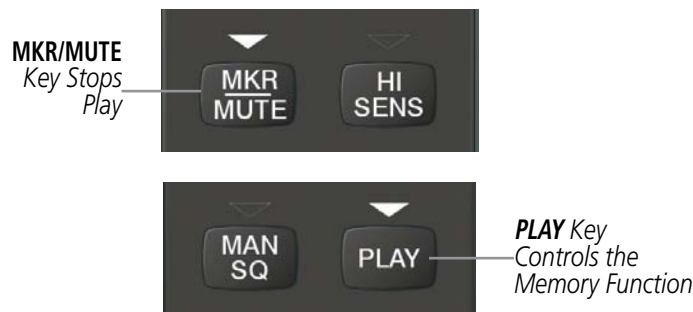 MKR/MUTE
Key Stops
Play
MKR
MUTE
HI
SENS
MAN
SQ
PLAY
PLAY Key
Controls the
Memory Function